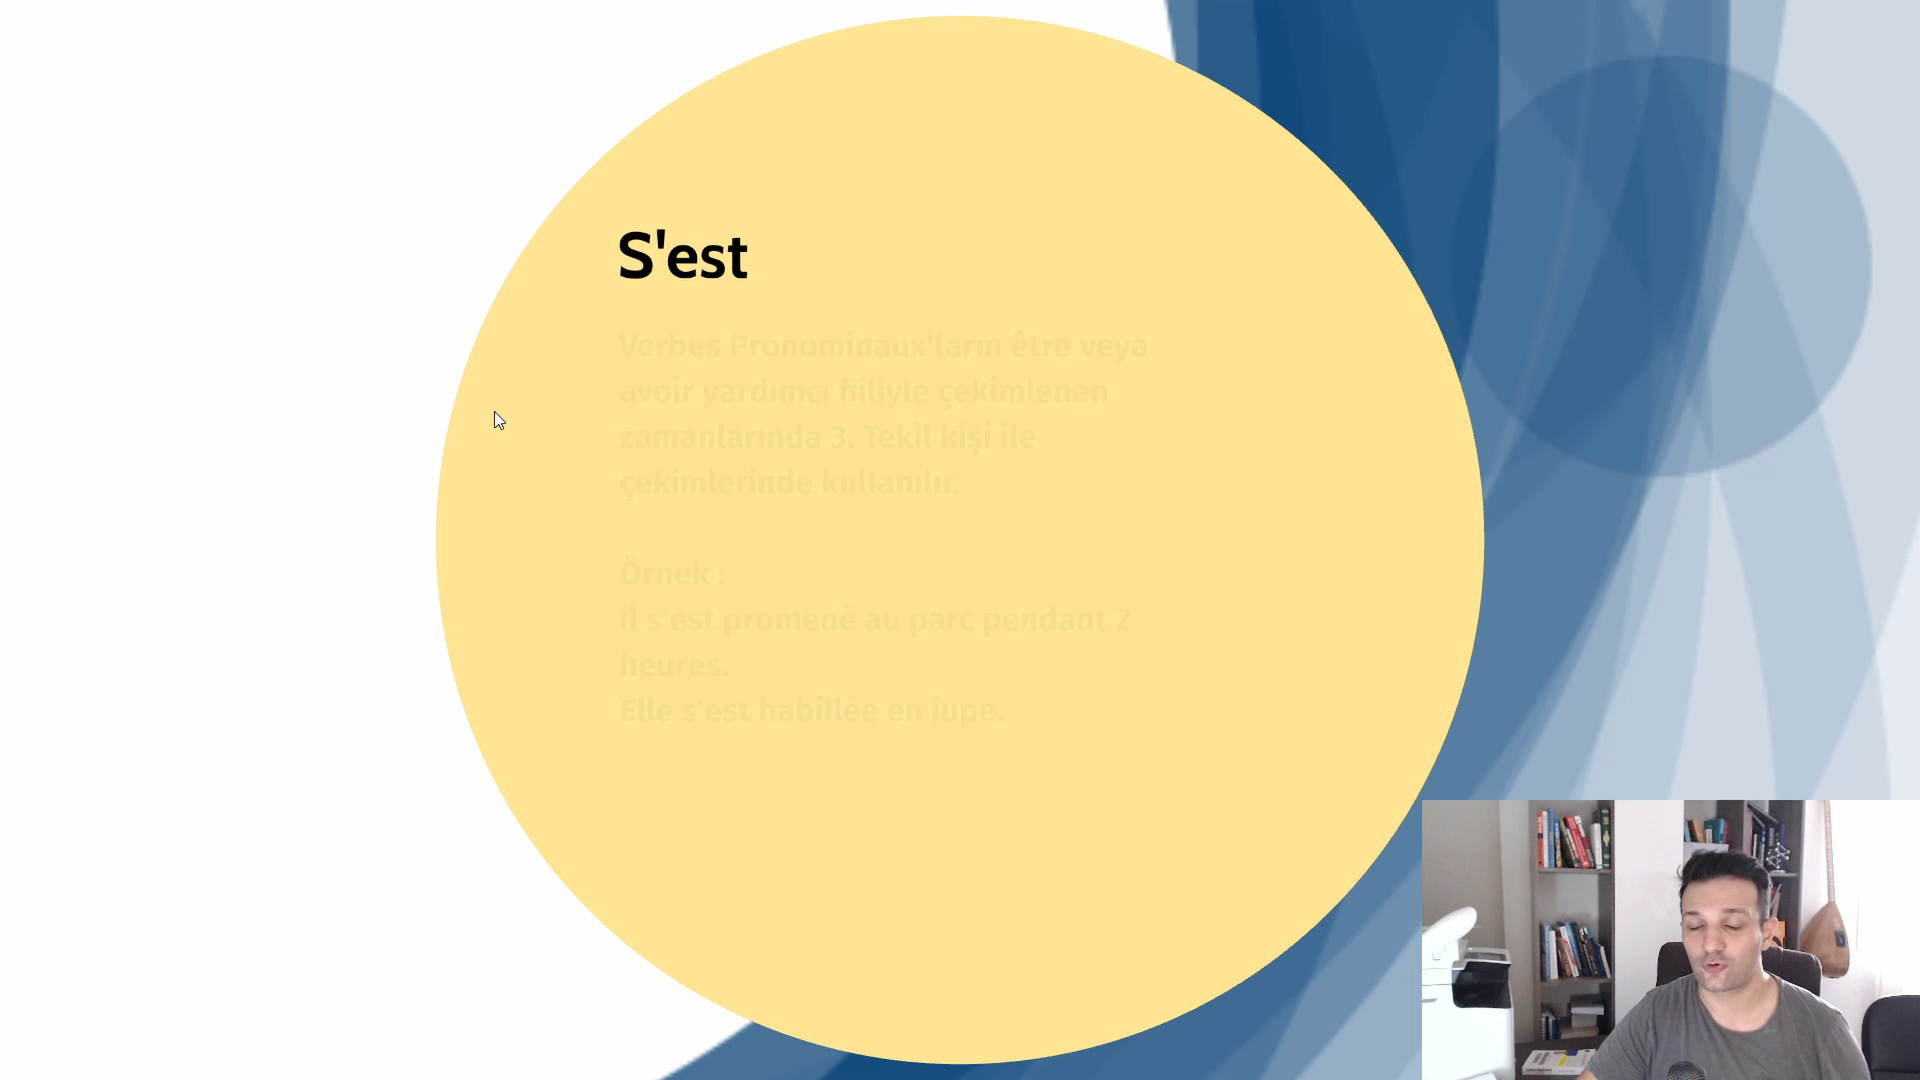 S'est
Verbes Pronominaux'ların être veya
avoir yardımcı fiiliyle çekimlenen
zamanlarında 3. Tekil kişi ile
çekimlerinde kullanılır.
Örnek :
il s'est promené au parc pendant 2
heures.
Elle s'est habillée en jupe.